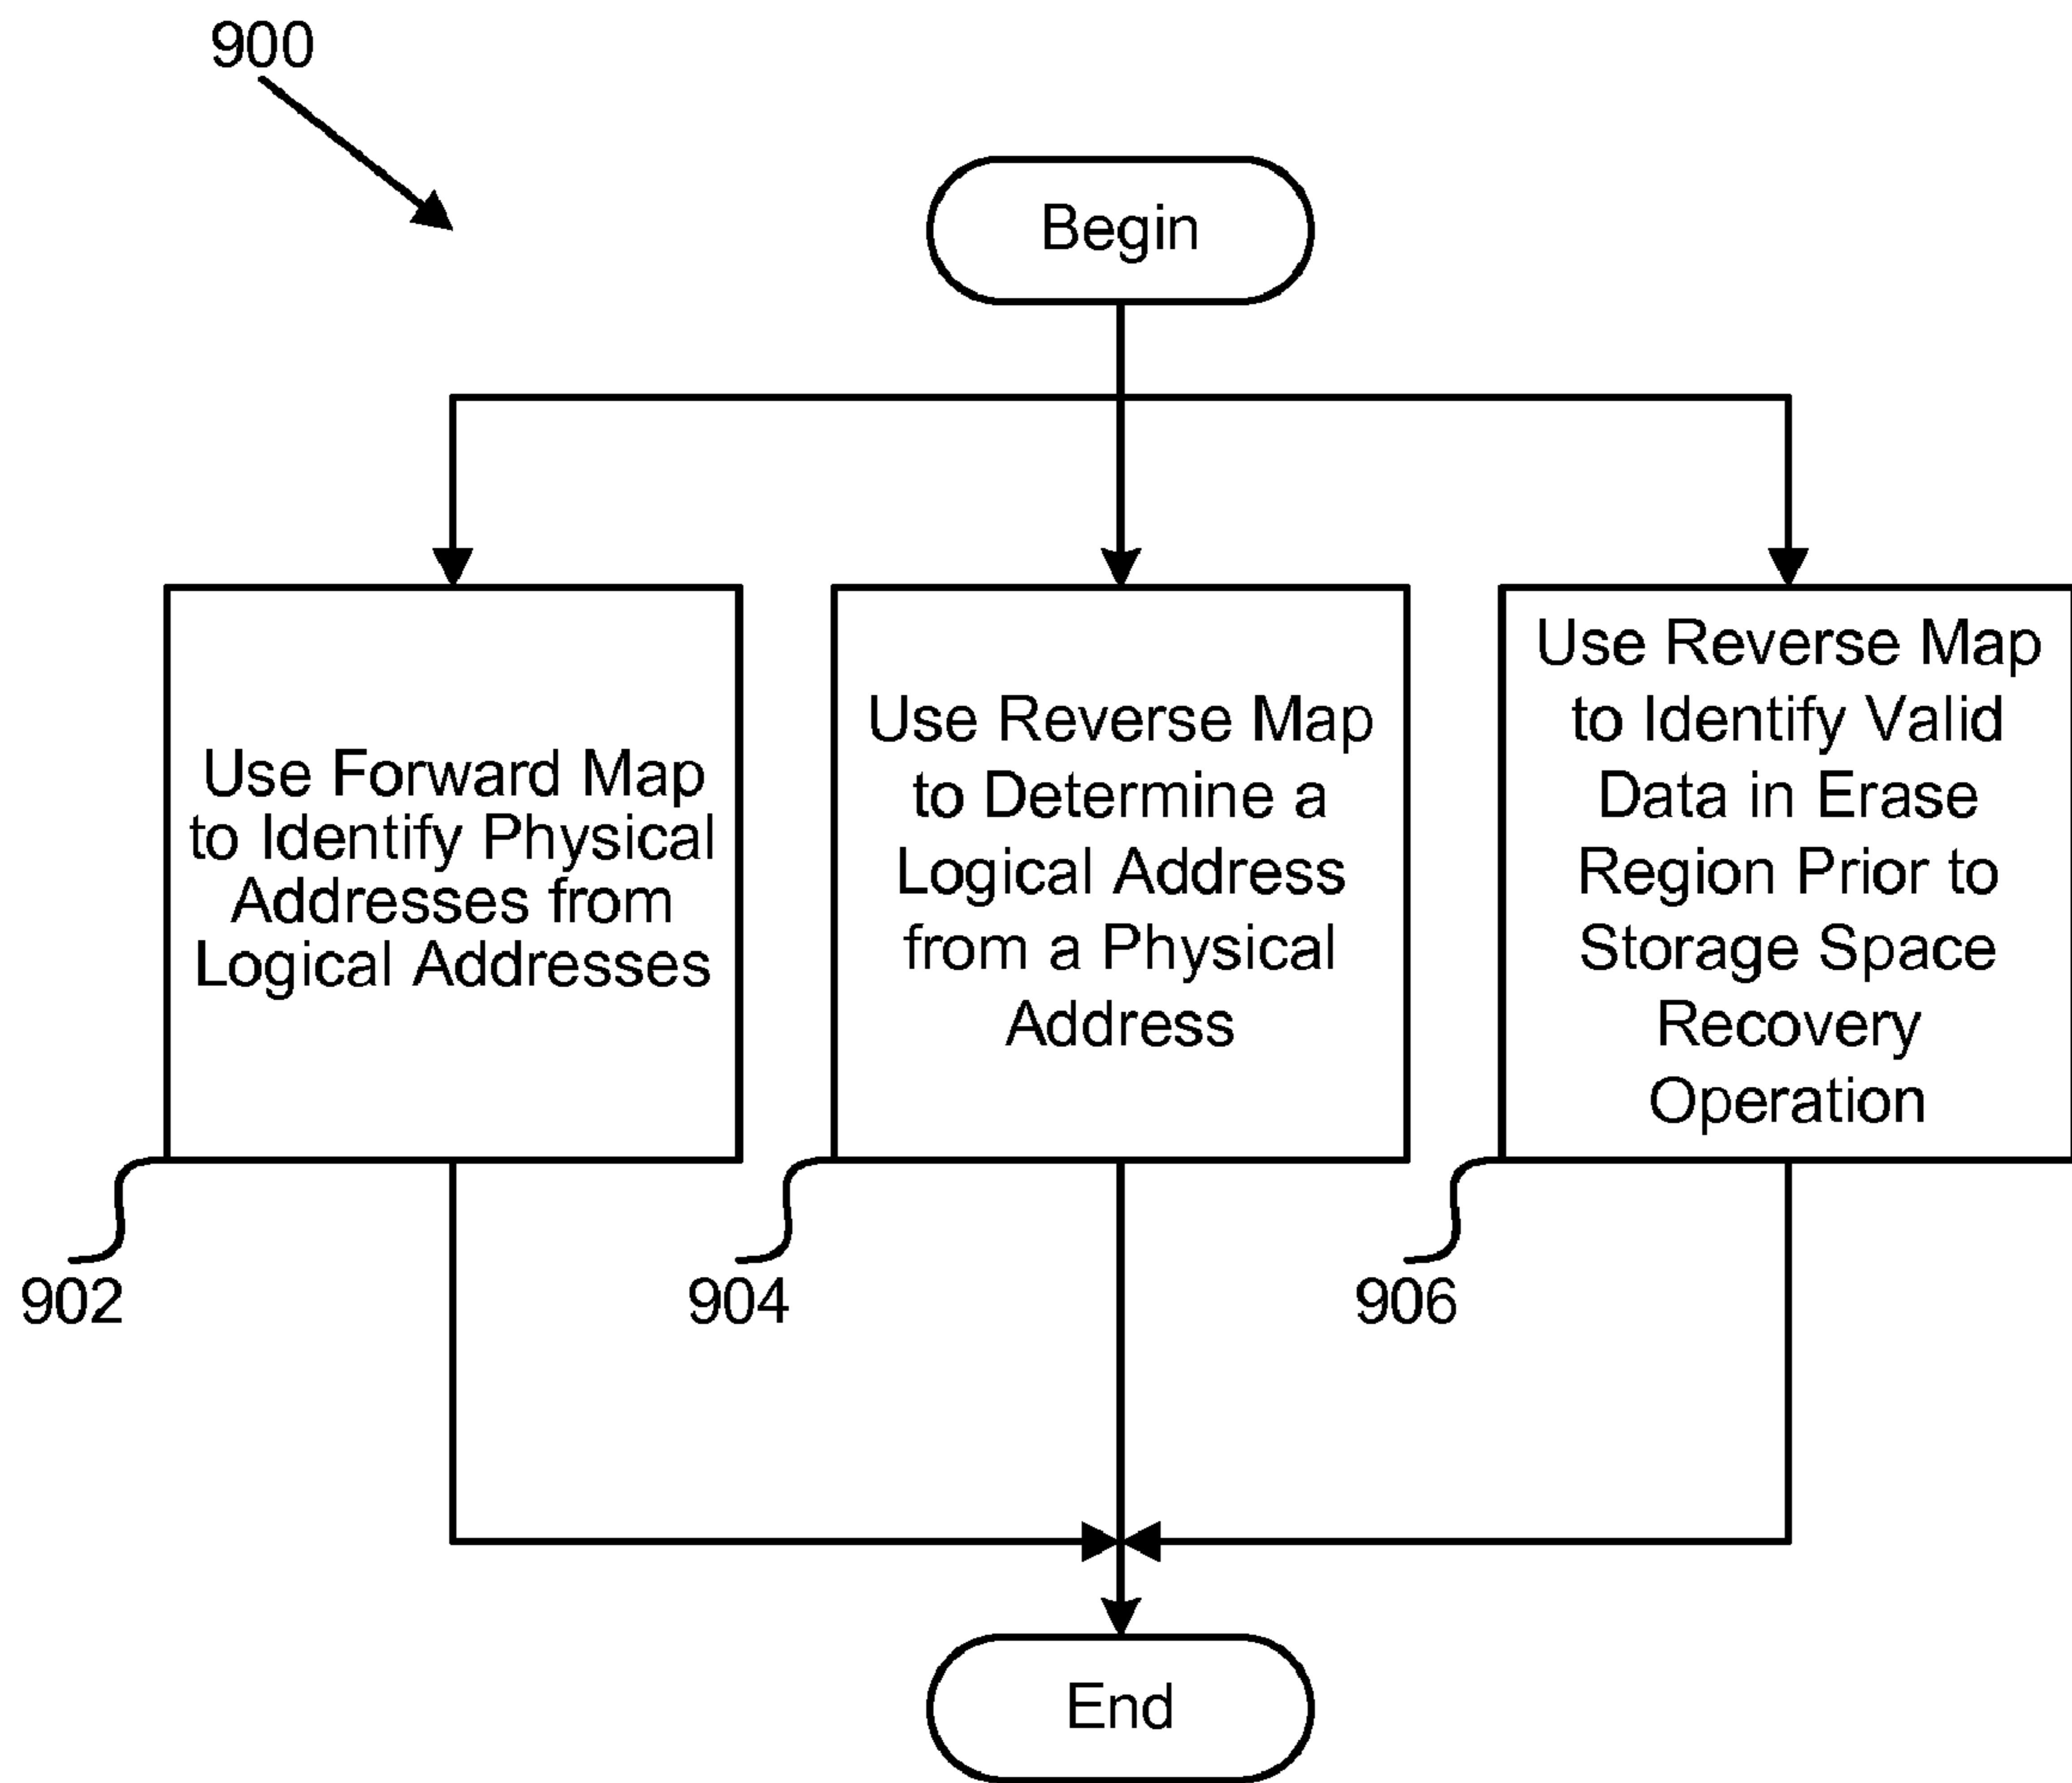 900
Begin
Use Forward Map
to Identify Physical
Addresses from
Logical Addresses
Use Reverse Map
to Determine a
Logical Address
from a Physical
Address
Use Reverse Map
to Identify Valid
Data in Erase
Region Prior to
Storage Space
Recovery
Operation
902
904
906
End